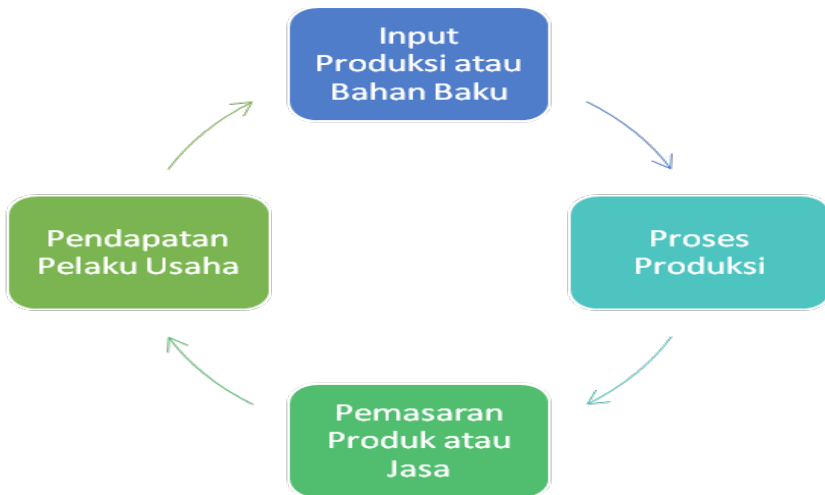 Input
Produksi atau
Bahan Baku
Proses
Produksi
Pemasaran
Produk atau
Jasa
Pendapatan
Pelaku Usaha